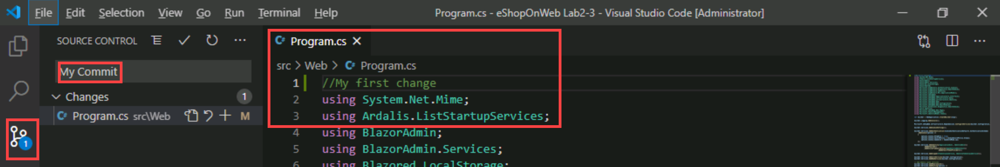 File Edit Selection View Go Run Terminal Help Program.cs - eShopOnWeb Lab2-3 - Visual Studio Code [Administrator]
SOURCE CONTROL
My Commit
Changes 1
C# Program.cs src\Web M
1
C# Program.cs
src > Web > C# Program.cs
1 //My first change
2 using System.Net.Mime;
3 using Ardalis.ListStartupServices;
4 using BlazorAdmin;
5 using BlazorAdmin.Services;
6 using Blazored.LocalStorage;